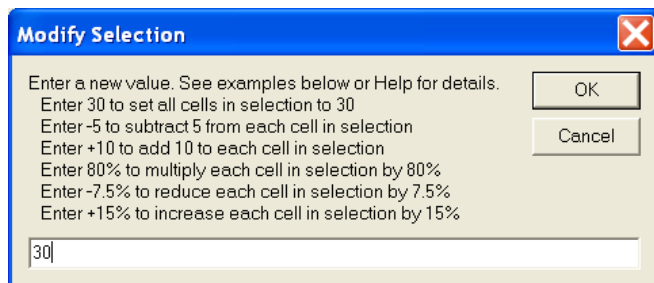 Modify Selection
Enter a new value. See examples below or Help for details.
Enter 30 to set all cells in selection to 30
Enter -5 to subtract 5 from each cell in selection
Enter +10 to add 10 to each cell in selection
Enter 80% to multiply each cell in selection by 80%
Enter -7.5% to reduce each cell in selection by 7.5%
Enter +15% to increase each cell in selection by 15%
OK
Cancel
30